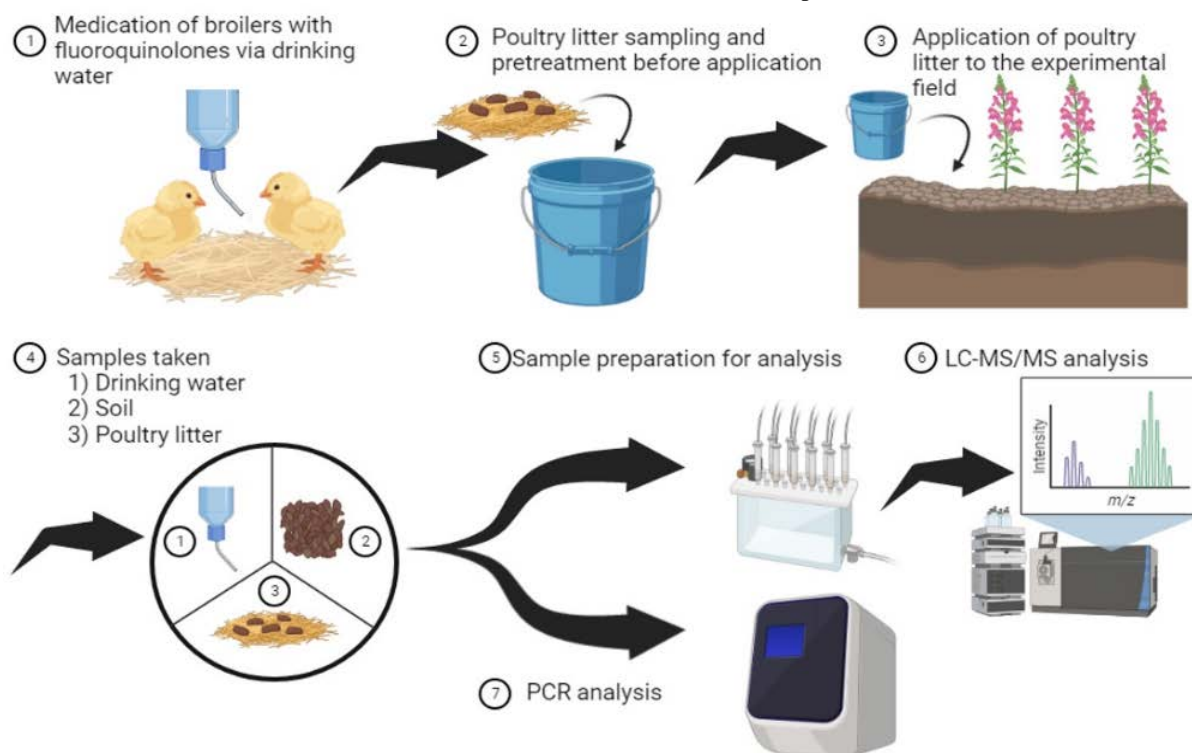 1 Medication of broilers with
fluoroquinolones via drinking
water
2 Poultry litter sampling and
pretreatment before application
3 Application of poultry
litter to the experimental
field
4 Samples taken
1) Drinking water
2) Soil
3) Poultry litter
1
2
3
5 Sample preparation for analysis
6 LC-MS/MS analysis
Intensity
m/z
7 PCR analysis